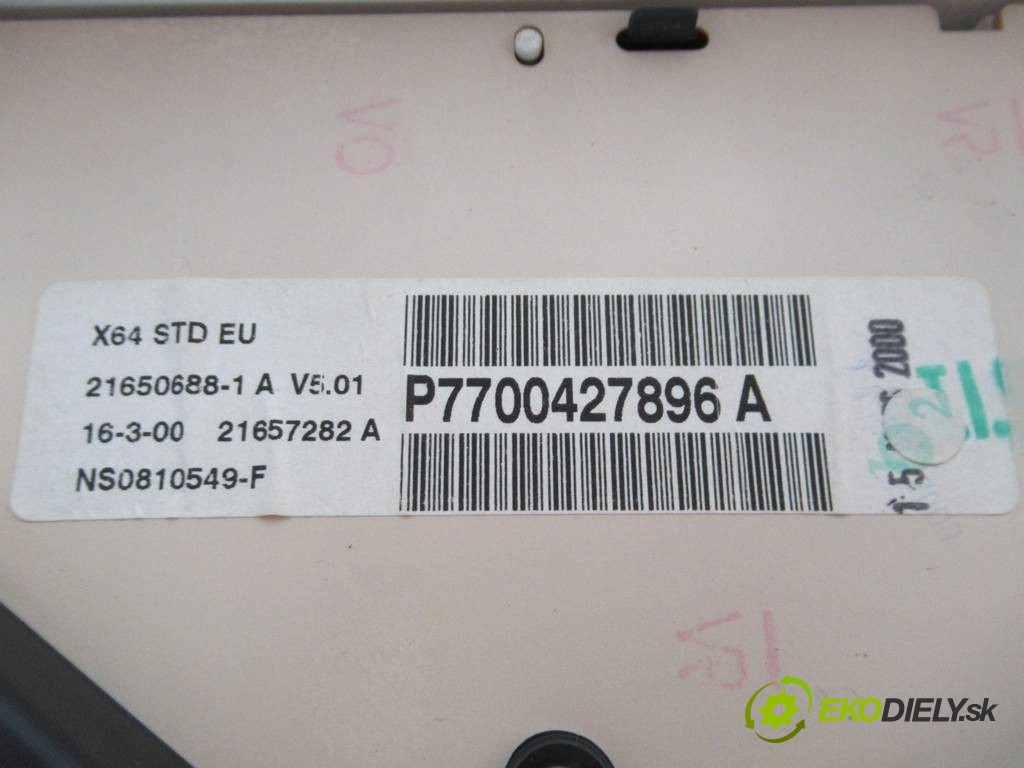 X64 STD EU
21650688-1 A V5.01
16-3-00 21657282 A
NS0810549-F
P7700427896 A
2000
EKODIELY.sk